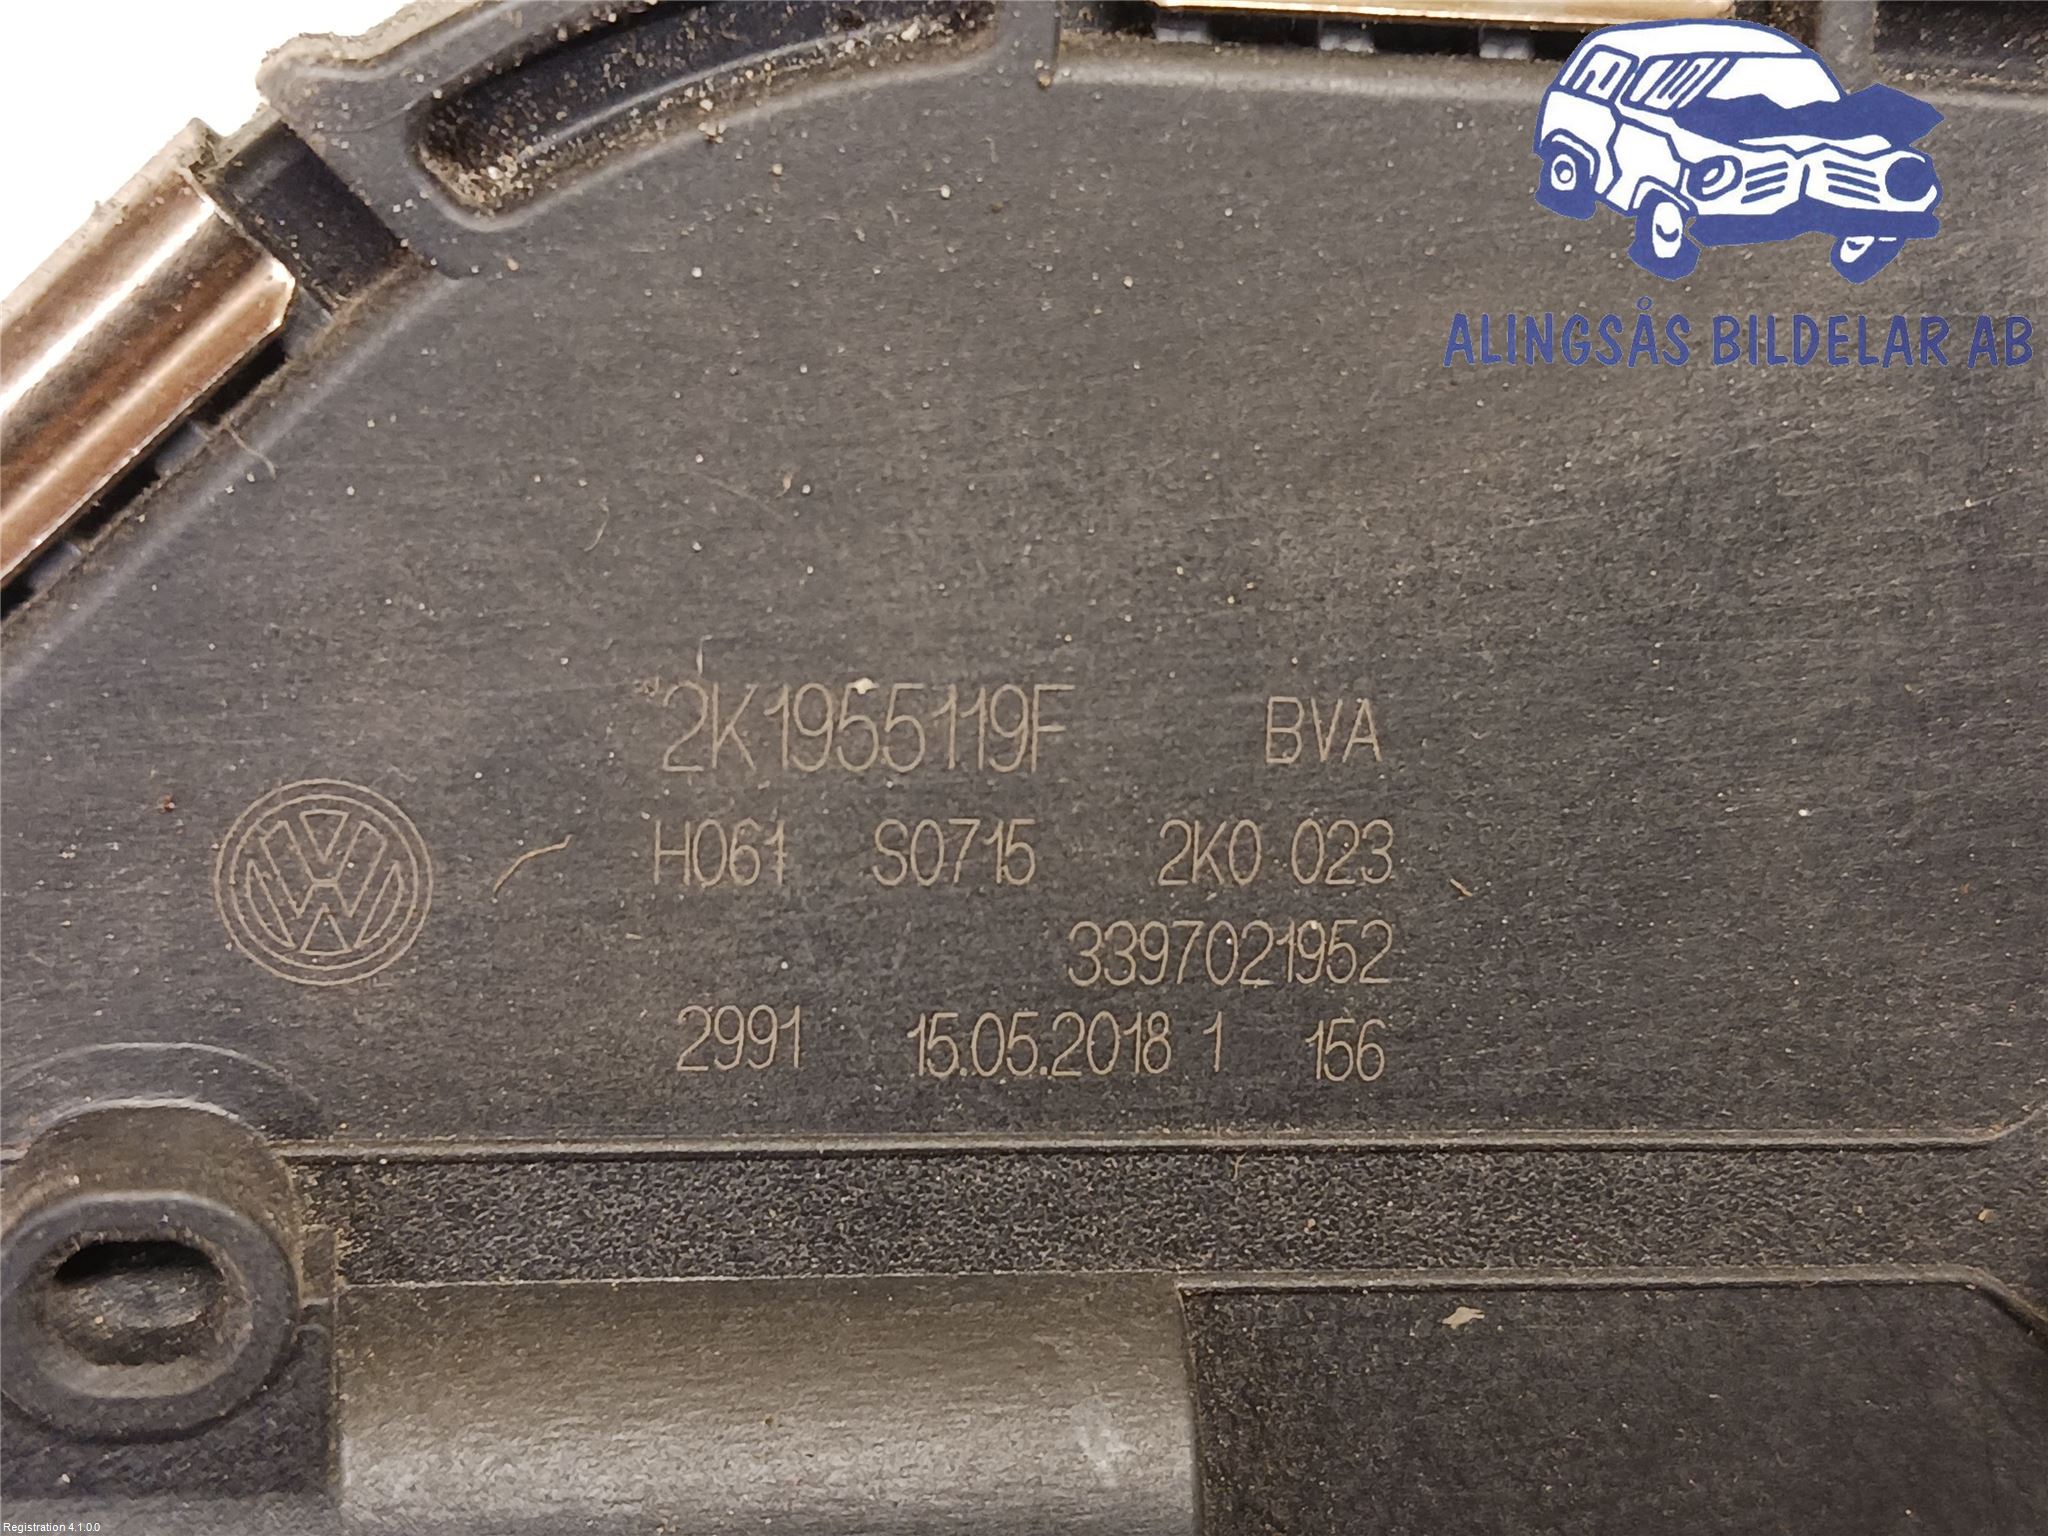 ALINGSÅS BILDELAR AB
2K1955119F BVA
H061 S0715 2K0 023
3397021952
2991 15.05.2018 1 156
Registration 4.1.0.0